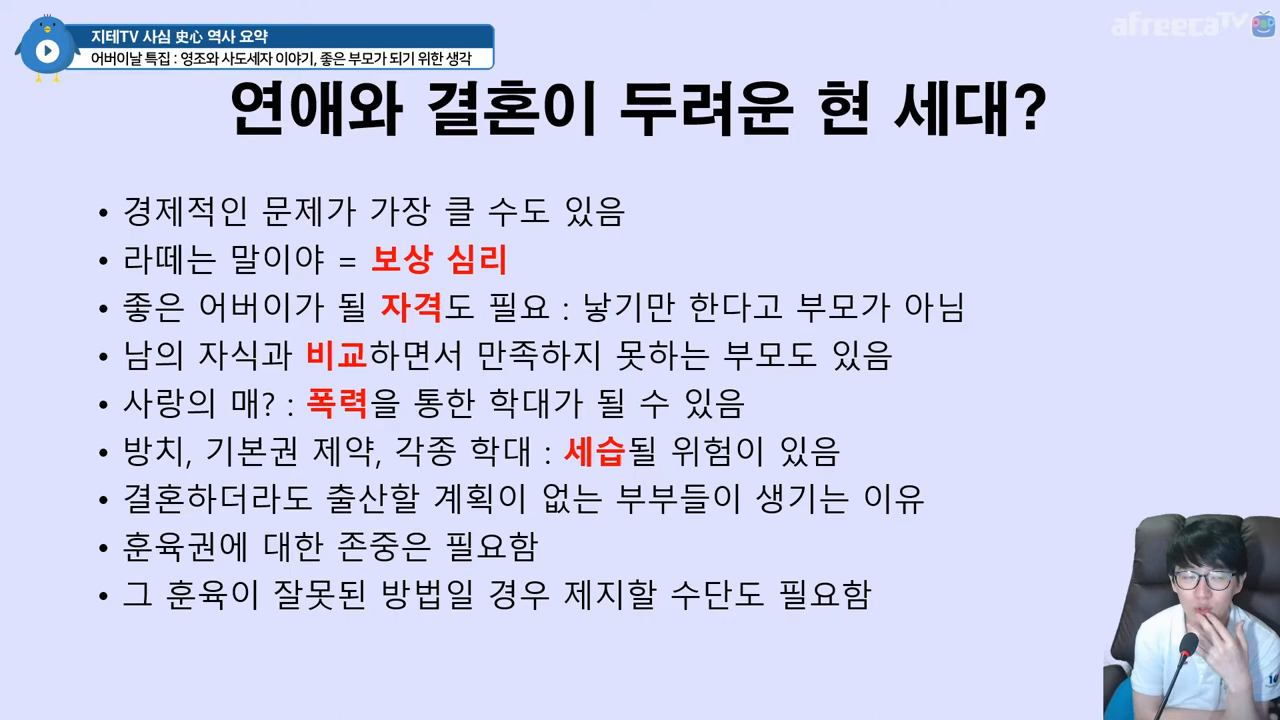 지테TV 사심 史心 역사 요약
어버이날 특집 : 영조와 사도세자 이야기, 좋은 부모가 되기 위한 생각
afreecaTV
연애와 결혼이 두려운 현 세대?
• 경제적인 문제가 가장 클 수도 있음
• 라떼는 말이야 = 보상 심리
• 좋은 어버이가 될 자격도 필요 : 낳기만 한다고 부모가 아님
• 남의 자식과 비교하면서 만족하지 못하는 부모도 있음
• 사랑의 매? : 폭력을 통한 학대가 될 수 있음
• 방치, 기본권 제약, 각종 학대 : 세습될 위험이 있음
• 결혼하더라도 출산할 계획이 없는 부부들이 생기는 이유
• 훈육권에 대한 존중은 필요함
• 그 훈육이 잘못된 방법일 경우 제지할 수단도 필요함